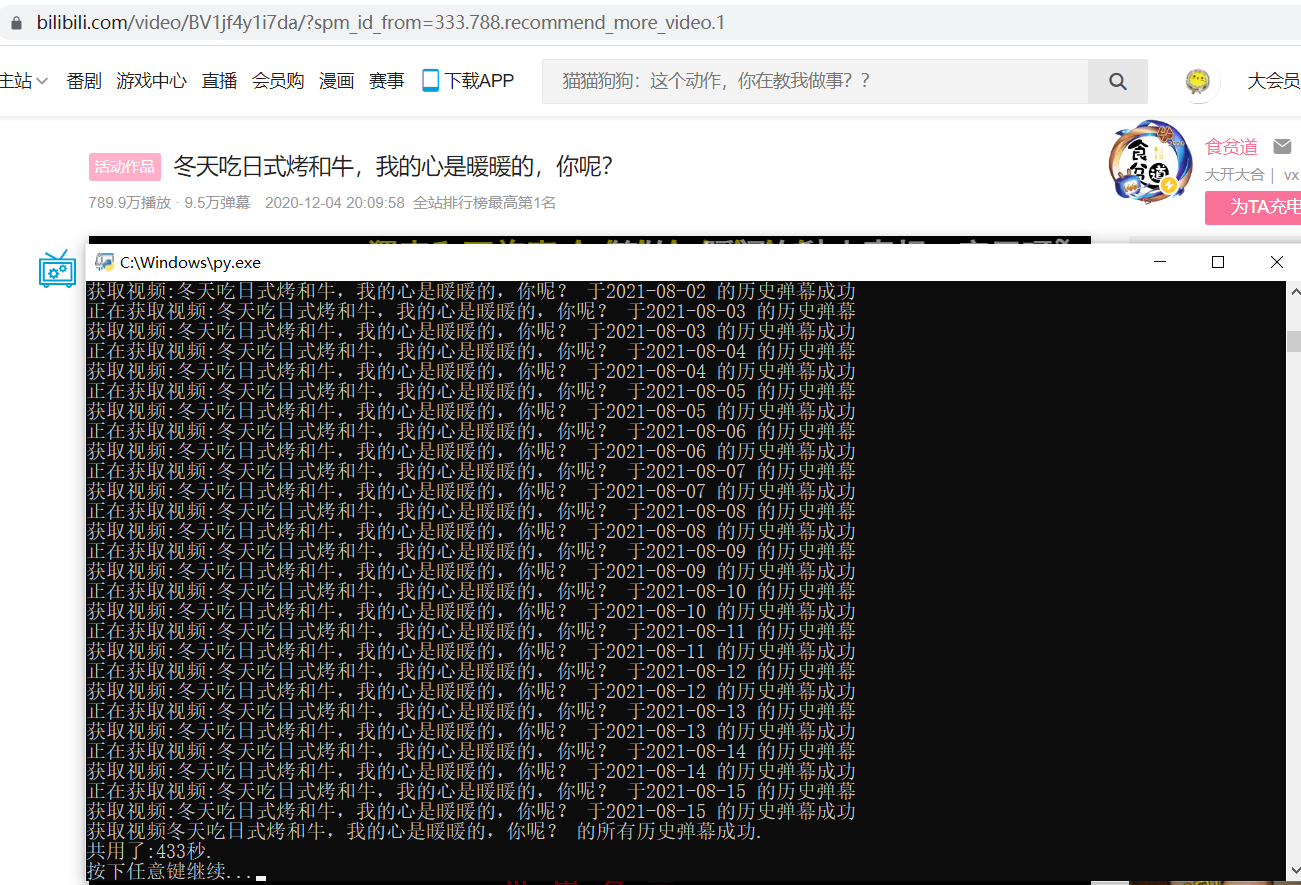 bilibili.com/video/BV1jf4y1i7da/?spm_id_from=333.788.recommend_more_video.1
主站 番剧 游戏中心 直播 会员购 漫画 赛事 下载APP 猫猫狗狗：这个动作，你在教我做事？？ 大会员
活动作品 冬天吃日式烤和牛，我的心是暖暖的，你呢？
789.9万播放 · 9.5万弹幕 2020-12-04 20:09:58 全站排行榜最高第1名
食贫道
食贫道
大开大合 | vx
为TA充电
C:\Windows\py.exe
获取视频:冬天吃日式烤和牛，我的心是暖暖的，你呢？ 于2021-08-02 的历史弹幕成功
正在获取视频:冬天吃日式烤和牛，我的心是暖暖的，你呢？ 于2021-08-03 的历史弹幕
获取视频:冬天吃日式烤和牛，我的心是暖暖的，你呢？ 于2021-08-03 的历史弹幕成功
正在获取视频:冬天吃日式烤和牛，我的心是暖暖的，你呢？ 于2021-08-04 的历史弹幕
获取视频:冬天吃日式烤和牛，我的心是暖暖的，你呢？ 于2021-08-04 的历史弹幕成功
正在获取视频:冬天吃日式烤和牛，我的心是暖暖的，你呢？ 于2021-08-05 的历史弹幕
获取视频:冬天吃日式烤和牛，我的心是暖暖的，你呢？ 于2021-08-05 的历史弹幕成功
正在获取视频:冬天吃日式烤和牛，我的心是暖暖的，你呢？ 于2021-08-06 的历史弹幕
获取视频:冬天吃日式烤和牛，我的心是暖暖的，你呢？ 于2021-08-06 的历史弹幕成功
正在获取视频:冬天吃日式烤和牛，我的心是暖暖的，你呢？ 于2021-08-07 的历史弹幕
获取视频:冬天吃日式烤和牛，我的心是暖暖的，你呢？ 于2021-08-07 的历史弹幕成功
正在获取视频:冬天吃日式烤和牛，我的心是暖暖的，你呢？ 于2021-08-08 的历史弹幕
获取视频:冬天吃日式烤和牛，我的心是暖暖的，你呢？ 于2021-08-08 的历史弹幕成功
正在获取视频:冬天吃日式烤和牛，我的心是暖暖的，你呢？ 于2021-08-09 的历史弹幕
获取视频:冬天吃日式烤和牛，我的心是暖暖的，你呢？ 于2021-08-09 的历史弹幕成功
正在获取视频:冬天吃日式烤和牛，我的心是暖暖的，你呢？ 于2021-08-10 的历史弹幕
获取视频:冬天吃日式烤和牛，我的心是暖暖的，你呢？ 于2021-08-10 的历史弹幕成功
正在获取视频:冬天吃日式烤和牛，我的心是暖暖的，你呢？ 于2021-08-11 的历史弹幕
获取视频:冬天吃日式烤和牛，我的心是暖暖的，你呢？ 于2021-08-11 的历史弹幕成功
正在获取视频:冬天吃日式烤和牛，我的心是暖暖的，你呢？ 于2021-08-12 的历史弹幕
获取视频:冬天吃日式烤和牛，我的心是暖暖的，你呢？ 于2021-08-12 的历史弹幕成功
正在获取视频:冬天吃日式烤和牛，我的心是暖暖的，你呢？ 于2021-08-13 的历史弹幕
获取视频:冬天吃日式烤和牛，我的心是暖暖的，你呢？ 于2021-08-13 的历史弹幕成功
正在获取视频:冬天吃日式烤和牛，我的心是暖暖的，你呢？ 于2021-08-14 的历史弹幕
获取视频:冬天吃日式烤和牛，我的心是暖暖的，你呢？ 于2021-08-14 的历史弹幕成功
正在获取视频:冬天吃日式烤和牛，我的心是暖暖的，你呢？ 于2021-08-15 的历史弹幕
获取视频:冬天吃日式烤和牛，我的心是暖暖的，你呢？ 于2021-08-15 的历史弹幕成功
获取视频冬天吃日式烤和牛，我的心是暖暖的，你呢？ 的所有历史弹幕成功.
共用了:433秒.
按下任意键继续...